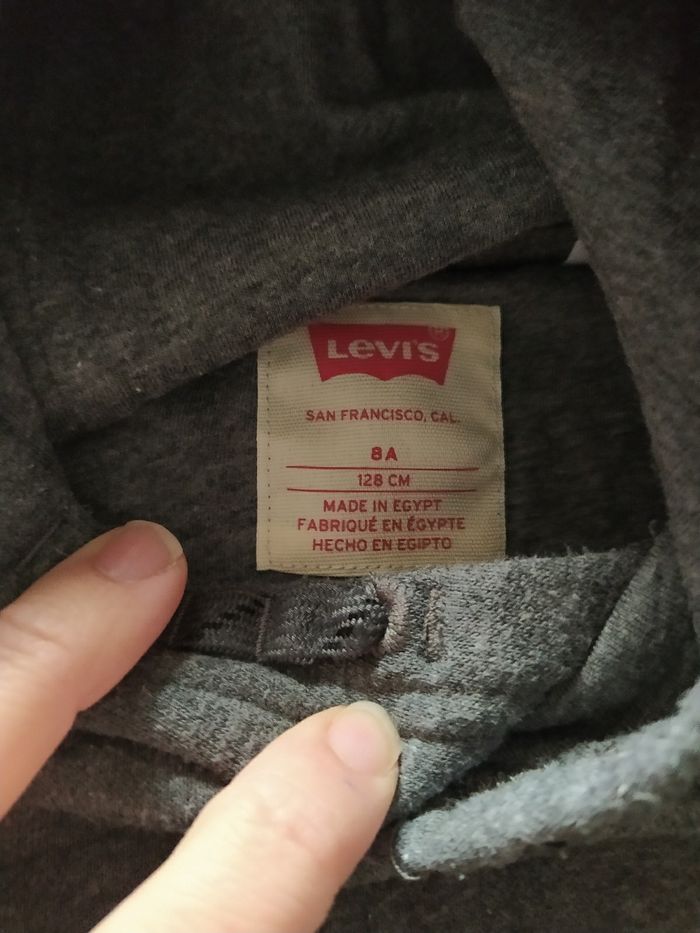 Levi's
SAN FRANCISCO, CAL.
8A
128 CM
MADE IN EGYPT
FABRIQUÉ EN ÉGYPTE
HECHO EN EGIPTO